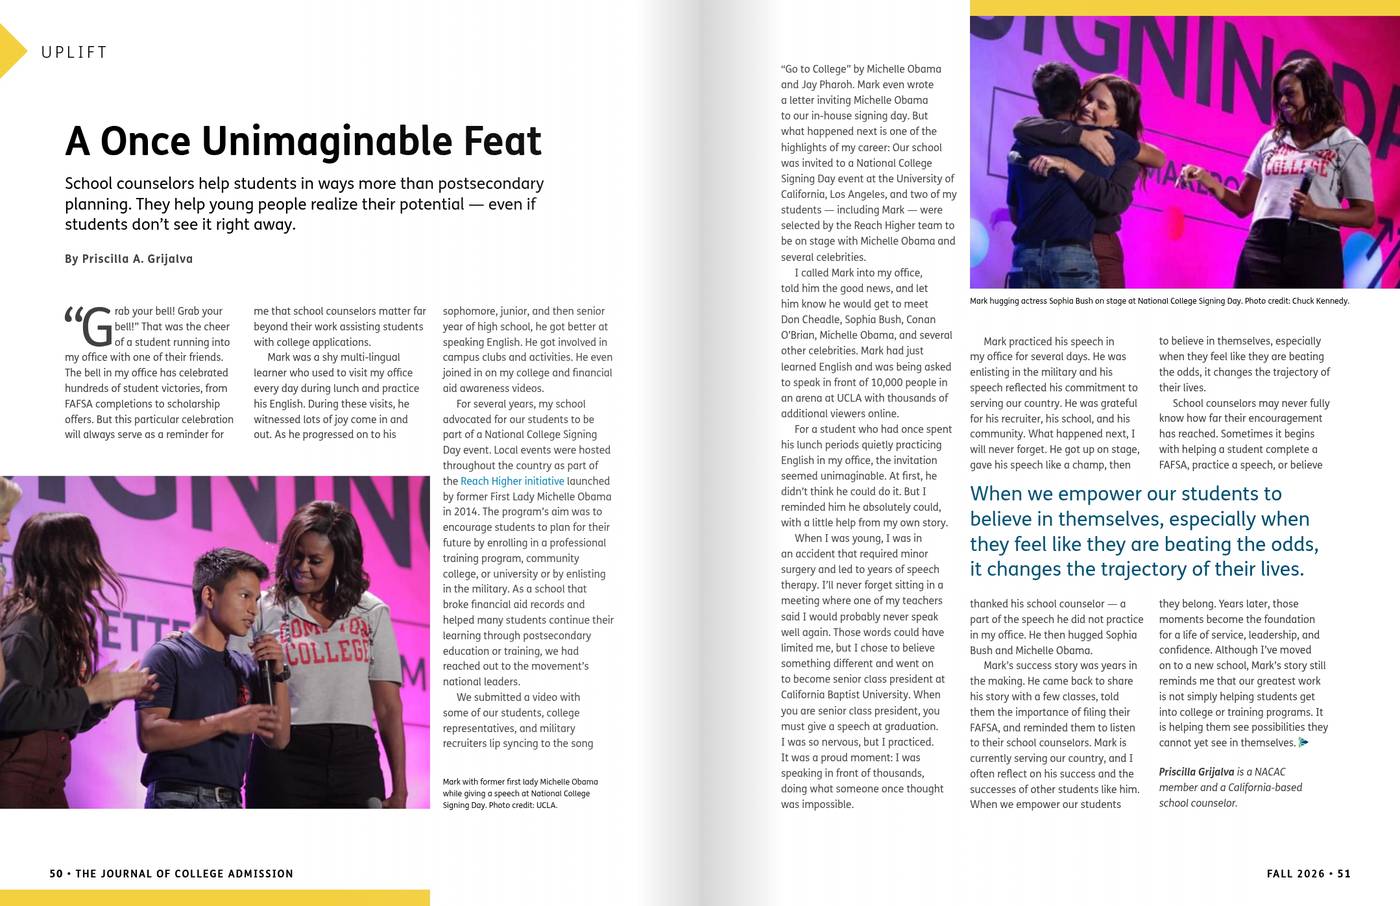 UPLIFT
A Once Unimaginable Feat
School counselors help students in ways more than postsecondary
planning. They help young people realize their potential — even if
students don’t see it right away.
By Priscilla A. Grijalva
“Grab your bell! Grab your
bell!” That was the cheer
of a student running into
my office with one of their friends.
The bell in my office has celebrated
hundreds of student victories, from
FAFSA completions to scholarship
offers. But this particular celebration
will always serve as a reminder for
me that school counselors matter far
beyond their work assisting students
with college applications.
Mark was a shy multi-lingual
learner who used to visit my office
every day during lunch and practice
his English. During these visits, he
witnessed lots of joy come in and
out. As he progressed on to his
sophomore, junior, and then senior
year of high school, he got better at
speaking English. He got involved in
campus clubs and activities. He even
joined in on my college and financial
aid awareness videos.
For several years, my school
advocated for our students to be
part of a National College Signing
Day event. Local events were hosted
throughout the country as part of
the Reach Higher initiative launched
by former First Lady Michelle Obama
in 2014. The program’s aim was to
encourage students to plan for their
future by enrolling in a professional
training program, community
college, or university or by enlisting
in the military. As a school that
broke financial aid records and
helped many students continue their
learning through postsecondary
education or training, we had
reached out to the movement’s
national leaders.
We submitted a video with
some of our students, college
representatives, and military
recruiters lip syncing to the song
IGNING
ETTE
COMPTON
COLLEGE
M
Mark with former first lady Michelle Obama
while giving a speech at National College
Signing Day. Photo credit: UCLA.
50 • THE JOURNAL OF COLLEGE ADMISSION
“Go to College” by Michelle Obama
and Jay Pharoh. Mark even wrote
a letter inviting Michelle Obama
to our in-house signing day. But
what happened next is one of the
highlights of my career: Our school
was invited to a National College
Signing Day event at the University of
California, Los Angeles, and two of my
students — including Mark — were
selected by the Reach Higher team to
be on stage with Michelle Obama and
several celebrities.
I called Mark into my office,
told him the good news, and let
him know he would get to meet
Don Cheadle, Sophia Bush, Conan
O’Brian, Michelle Obama, and several
other celebrities. Mark had just
learned English and was being asked
to speak in front of 10,000 people in
an arena at UCLA with thousands of
additional viewers online.
For a student who had once spent
his lunch periods quietly practicing
English in my office, the invitation
seemed unimaginable. At first, he
didn’t think he could do it. But I
reminded him he absolutely could,
with a little help from my own story.
When I was young, I was in
an accident that required minor
surgery and led to years of speech
therapy. I’ll never forget sitting in a
meeting where one of my teachers
said I would probably never speak
well again. Those words could have
limited me, but I chose to believe
something different and went on
to become senior class president at
California Baptist University. When
you are senior class president, you
must give a speech at graduation.
I was so nervous, but I practiced.
It was a proud moment: I was
speaking in front of thousands,
doing what someone once thought
was impossible.
SIGNING DA
COMPTON
COLLEGE
Mark hugging actress Sophia Bush on stage at National College Signing Day. Photo credit: Chuck Kennedy.
Mark practiced his speech in
my office for several days. He was
enlisting in the military and his
speech reflected his commitment to
serving our country. He was grateful
for his recruiter, his school, and his
community. What happened next, I
will never forget. He got up on stage,
gave his speech like a champ, then
thanked his school counselor — a
part of the speech he did not practice
in my office. He then hugged Sophia
Bush and Michelle Obama.
Mark’s success story was years in
the making. He came back to share
his story with a few classes, told
them the importance of filing their
FAFSA, and reminded them to listen
to their school counselors. Mark is
currently serving our country, and I
often reflect on his success and the
successes of other students like him.
When we empower our students
to believe in themselves, especially
when they feel like they are beating
the odds, it changes the trajectory of
their lives.
School counselors may never fully
know how far their encouragement
has reached. Sometimes it begins
with helping a student complete a
FAFSA, practice a speech, or believe
When we empower our students to
believe in themselves, especially when
they feel like they are beating the odds,
it changes the trajectory of their lives.
they belong. Years later, those
moments become the foundation
for a life of service, leadership, and
confidence. Although I’ve moved
on to a new school, Mark’s story still
reminds me that our greatest work
is not simply helping students get
into college or training programs. It
is helping them see possibilities they
cannot yet see in themselves.
Priscilla Grijalva is a NACAC
member and a California-based
school counselor.
FALL 2026 • 51